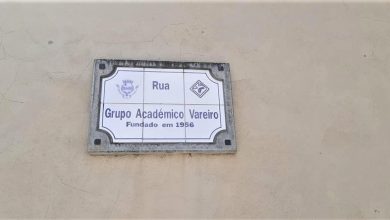 Rua
Grupo Académico Vareiro
Fundado em 1956